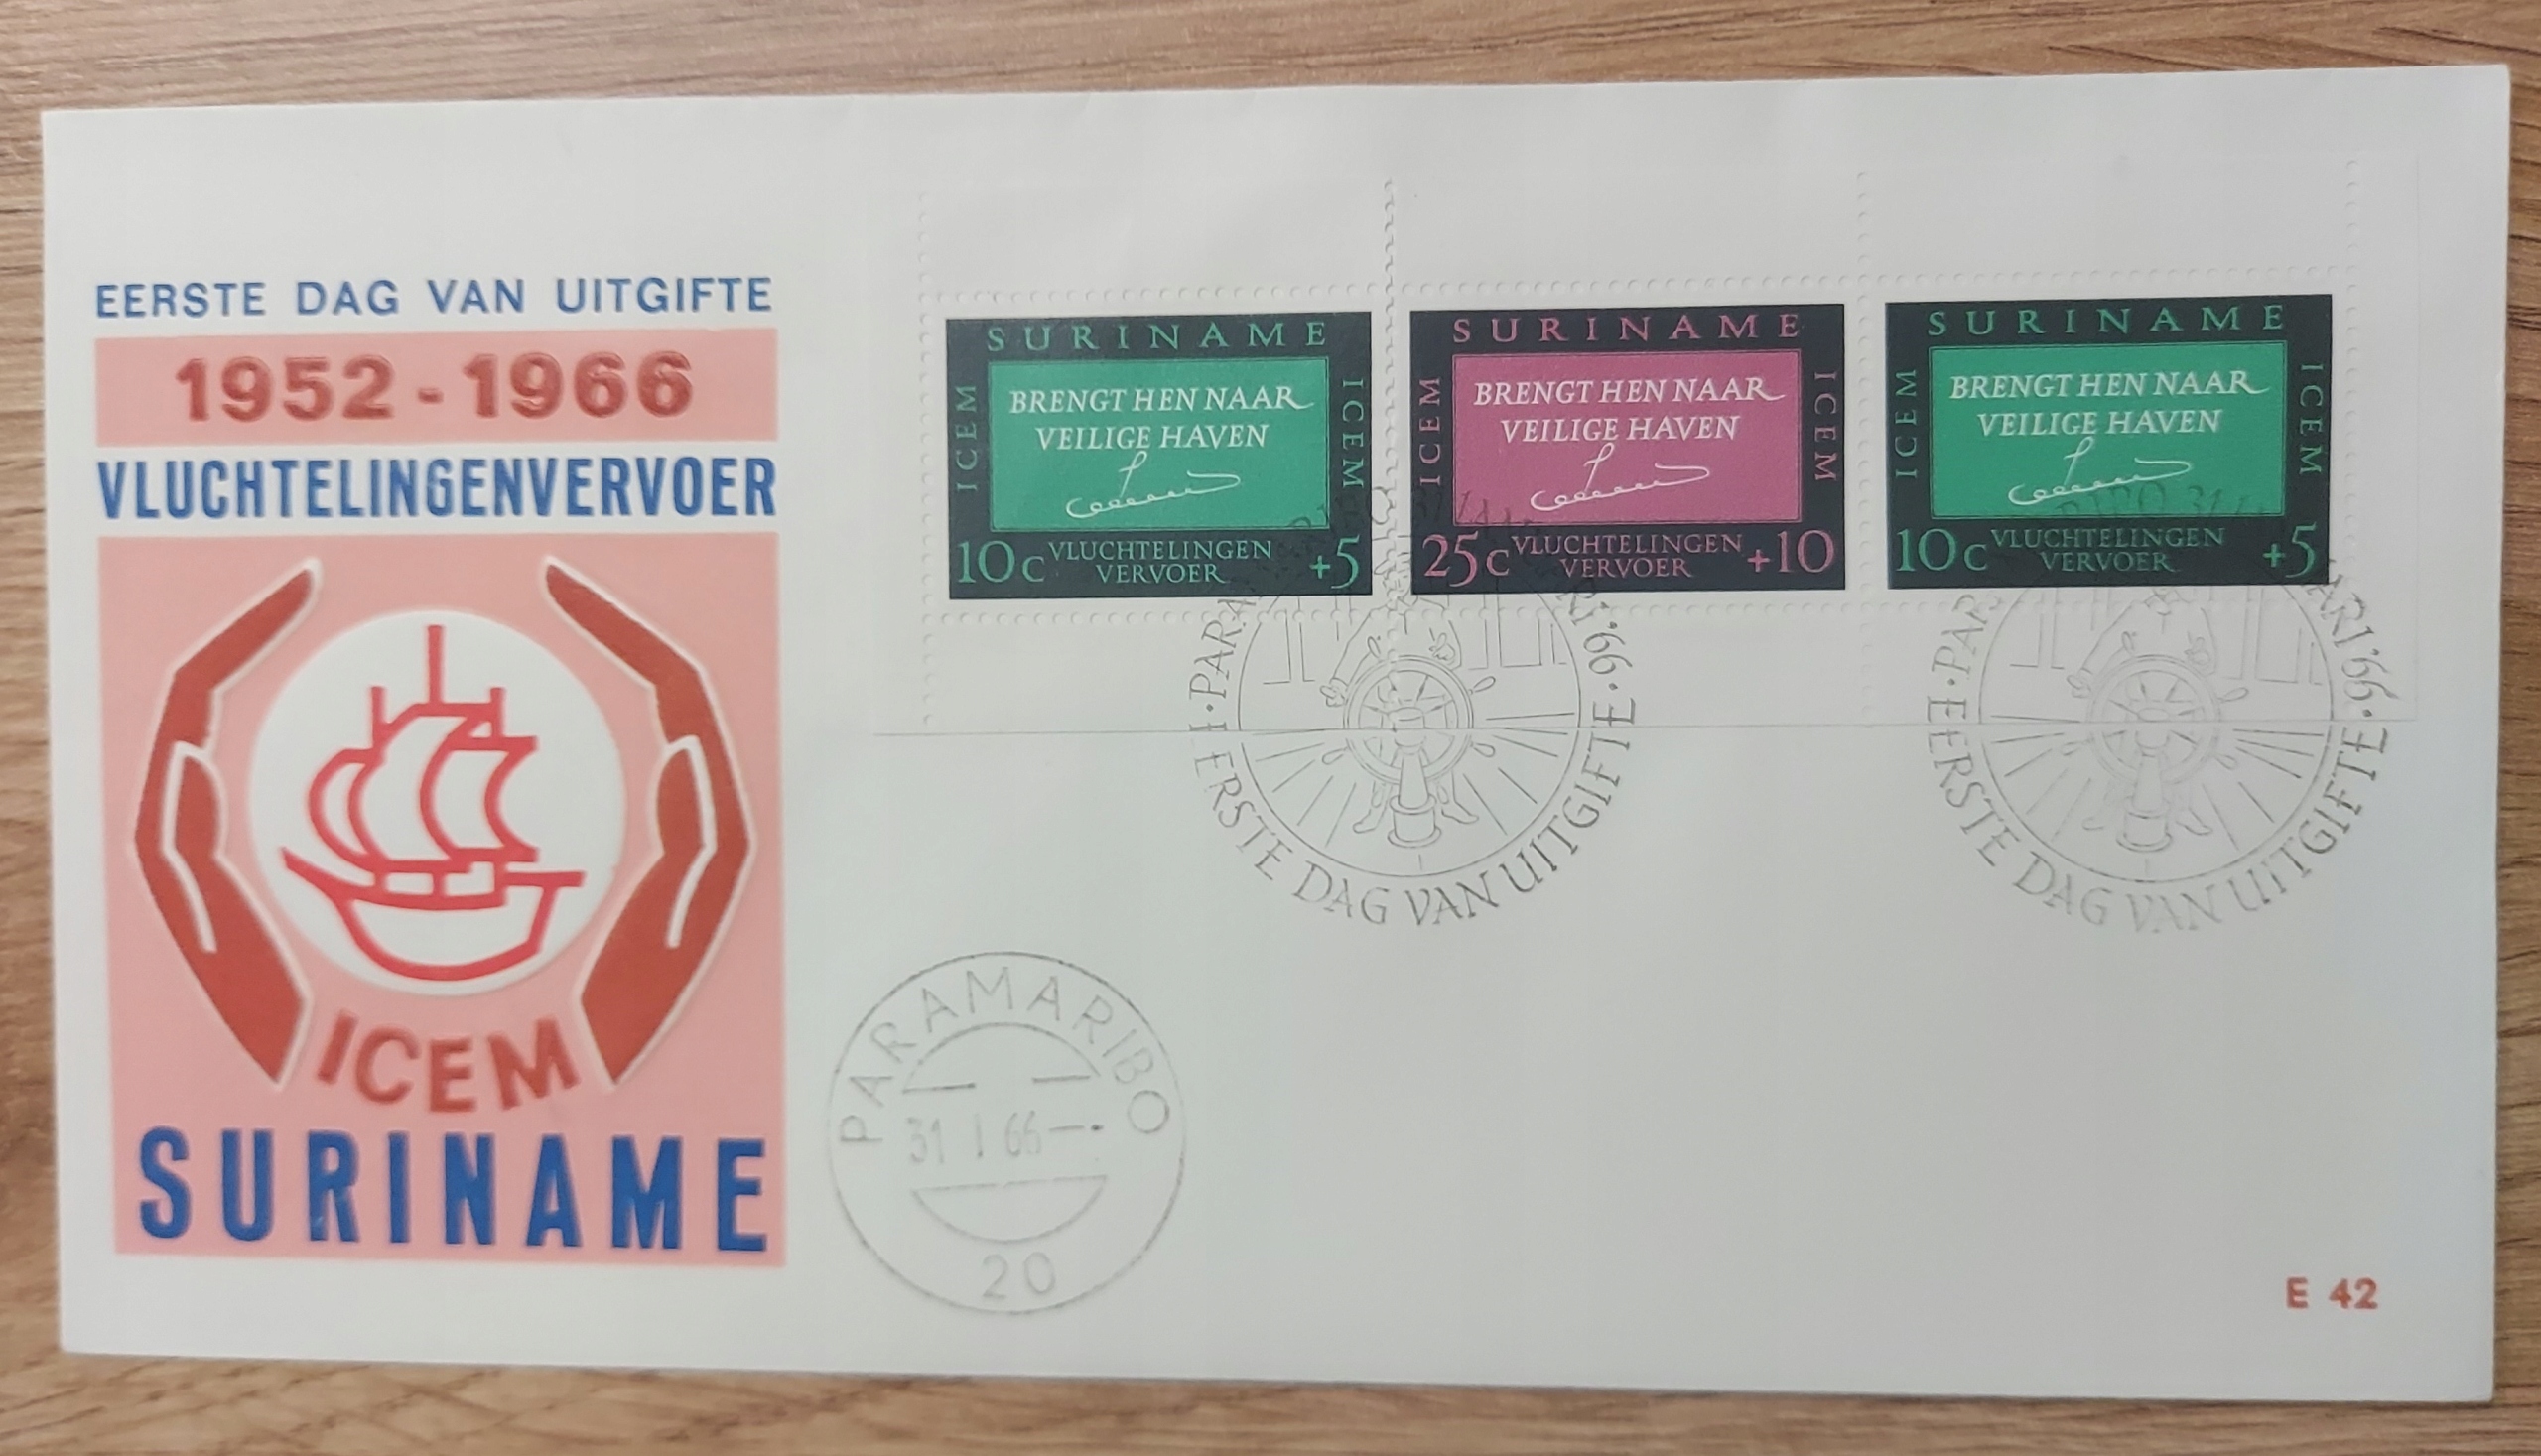 EERSTE DAG VAN UITGIFTE
1952-1966
VLUCHTELINGENVERVOER
ICEM
SURINAME
SURINAME
ICEM
BRENGT HEN NAAR
VEILIGE HAVEN
ICEM
10c VLUCHTELINGEN VERVOER +5
SURINAME
ICEM
BRENGT HEN NAAR
VEILIGE HAVEN
ICEM
25c VLUCHTELINGEN VERVOER +10
SURINAME
ICEM
BRENGT HEN NAAR
VEILIGE HAVEN
ICEM
10c VLUCHTELINGEN VERVOER +5
EERSTE DAG VAN UITGIFTE
EERSTE DAG VAN UITGIFTE
PARAMARIBO
31 I 66
20
E 42